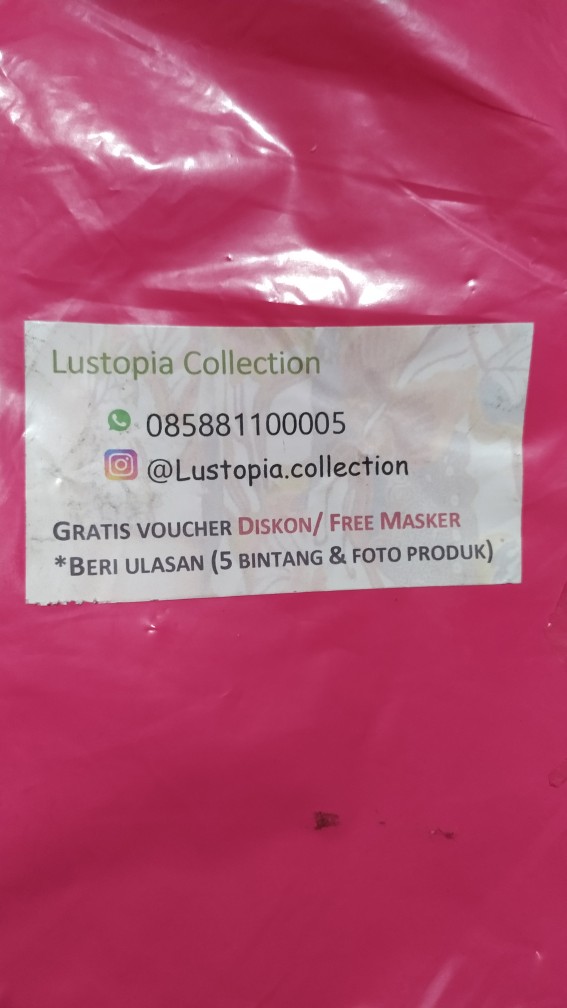 Lustopia Collection
085881100005
@Lustopia.collection
GRATIS VOUCHER DISKON/ FREE MASKER
*BERI ULASAN (5 BINTANG & FOTO PRODUK)